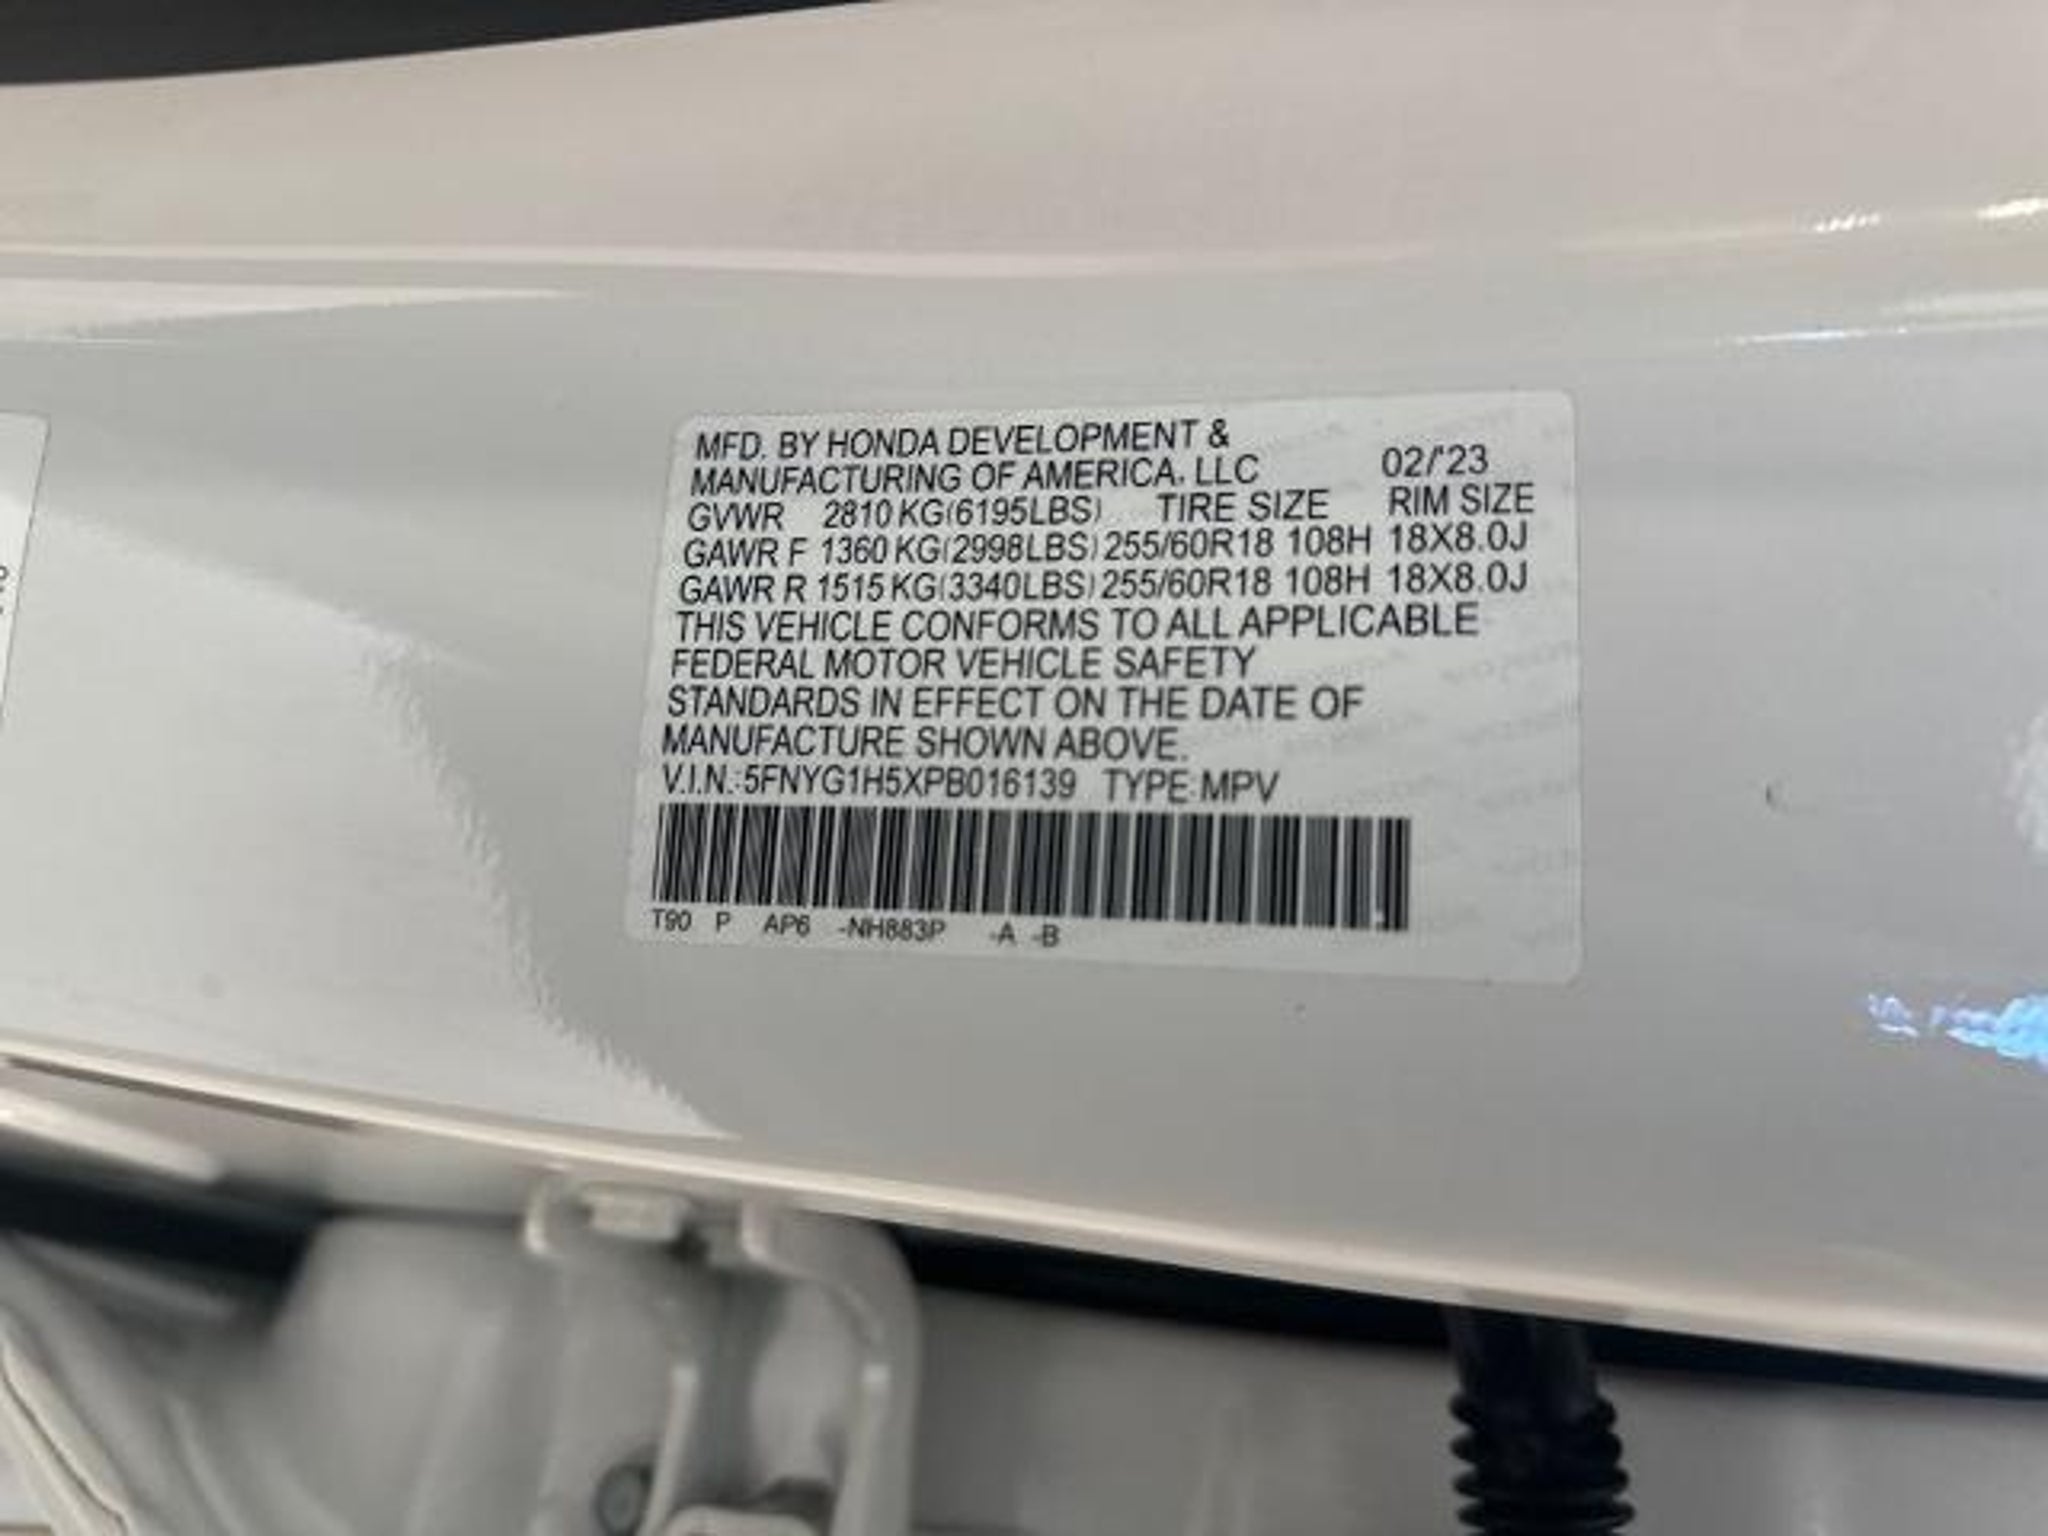 MFD. BY HONDA DEVELOPMENT &
MANUFACTURING OF AMERICA, LLC 02/'23
GVWR 2810 KG(6195LBS) TIRE SIZE RIM SIZE
GAWR F 1360 KG(2998LBS) 255/60R18 108H 18X8.0J
GAWR R 1515 KG(3340LBS) 255/60R18 108H 18X8.0J
THIS VEHICLE CONFORMS TO ALL APPLICABLE
FEDERAL MOTOR VEHICLE SAFETY
STANDARDS IN EFFECT ON THE DATE OF
MANUFACTURE SHOWN ABOVE.
V.I.N.:5FNYG1H5XPB016139 TYPE:MPV
T90 P AP6 -NH883P -A -B